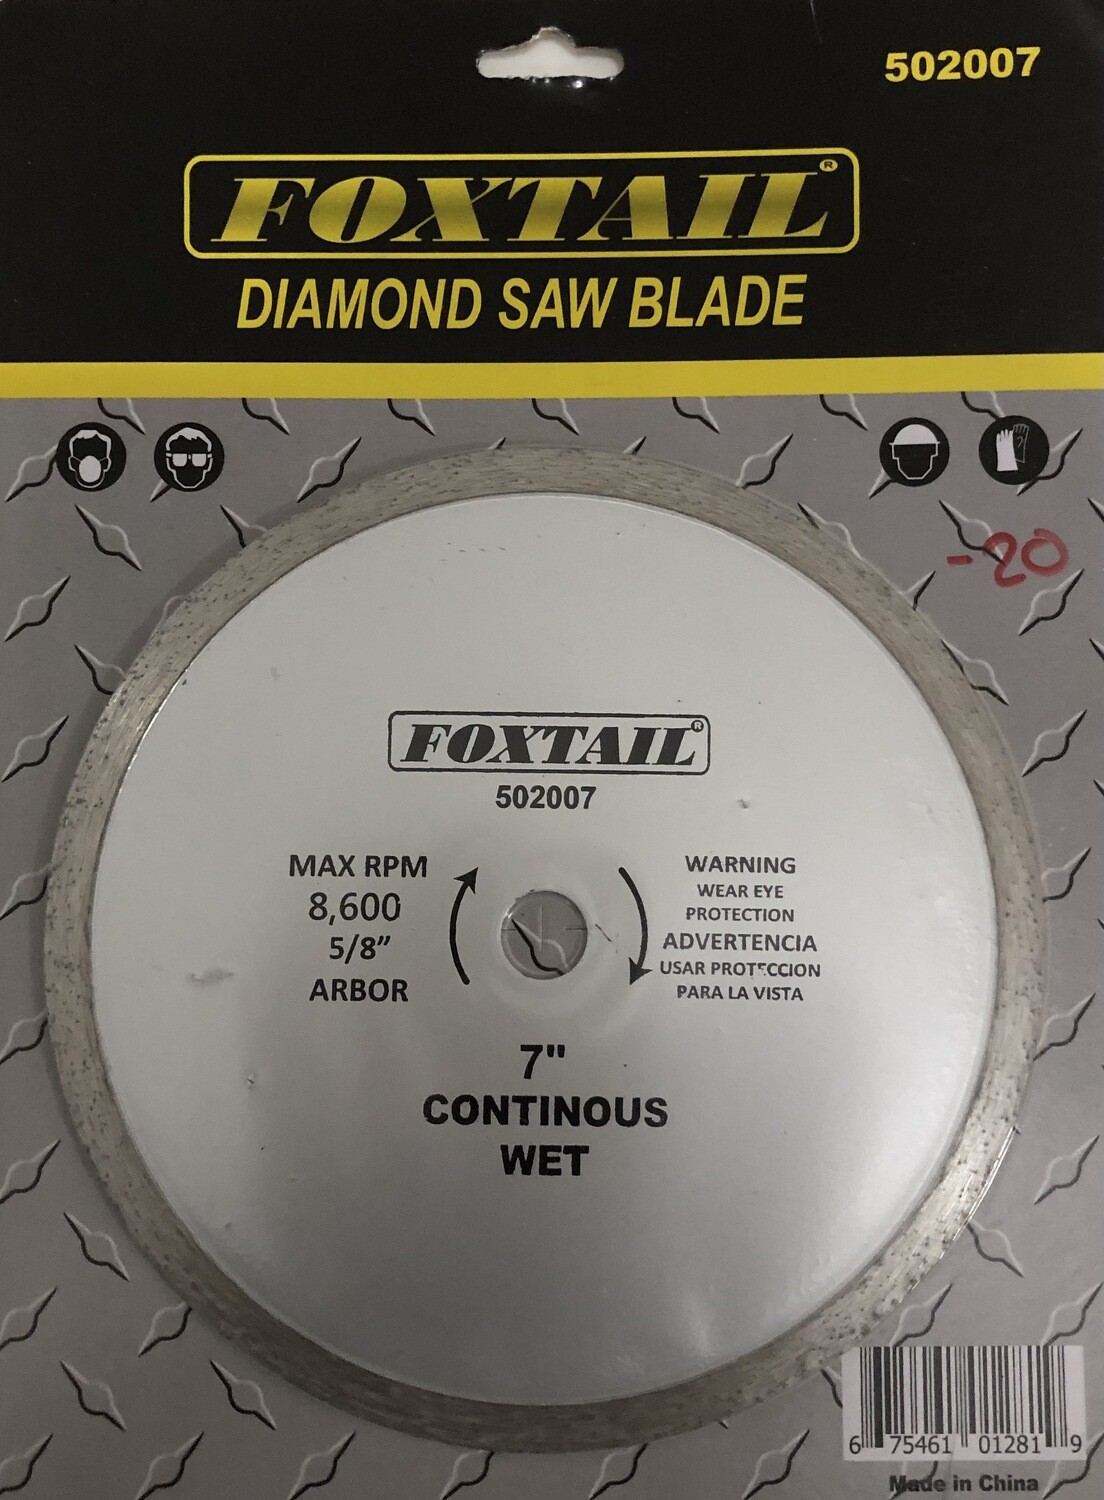 502007
FOXTAIL®
DIAMOND SAW BLADE
-20
FOXTAIL®
502007
MAX RPM
8,600
5/8”
ARBOR
WARNING
WEAR EYE
PROTECTION
ADVERTENCIA
USAR PROTECCION
PARA LA VISTA
7"
CONTINOUS
WET
6 75461 01281 9
Made in China